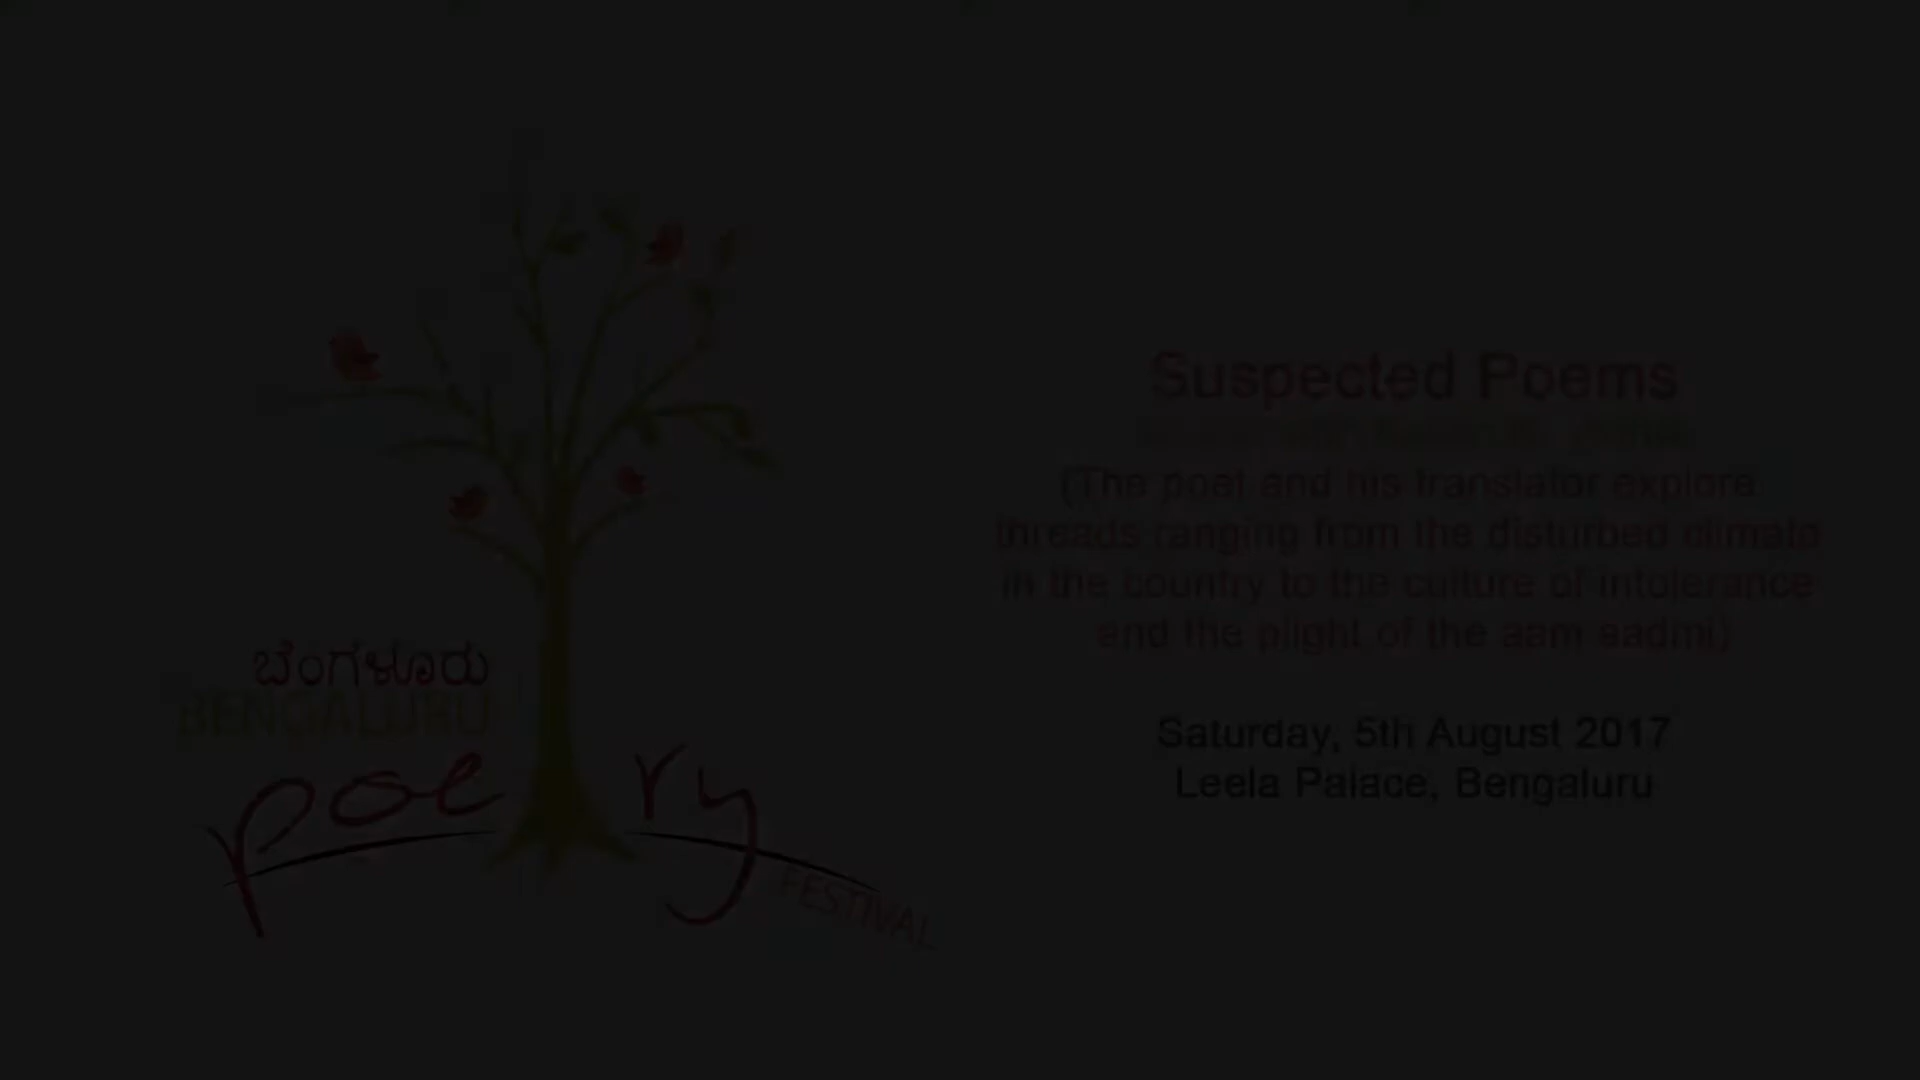 ಬೆಂಗಳೂರು
BENGALURU
poe ry
FESTIVAL
Suspected Poems
(The poet and his translator explore
threads ranging from the disturbed climate
in the country to the culture of intolerance
and the plight of the aam aadmi)
Saturday, 5th August 2017
Leela Palace, Bengaluru